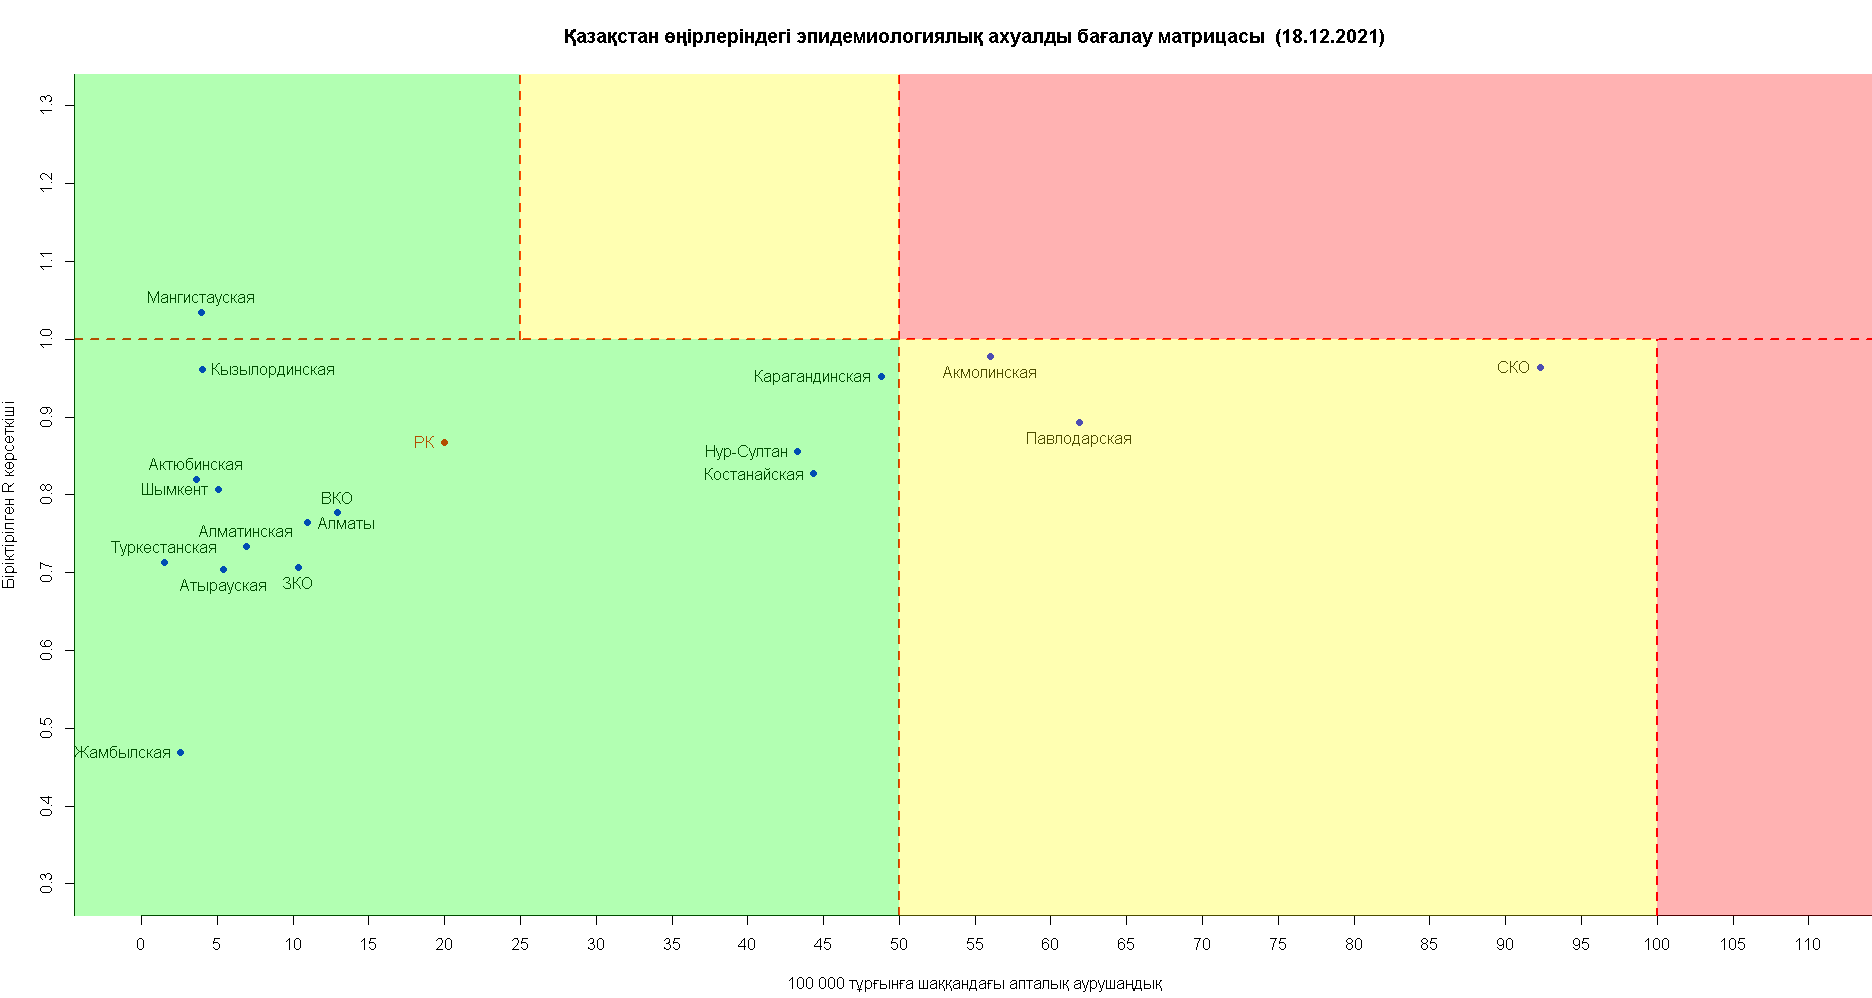 Қазақстан өңірлеріндегі эпидемиологиялық ахуалды бағалау матрицасы (18.12.2021)
Біріктірілген R көрсеткіші
1.3
1.2
1.1
1.0
0.9
0.8
0.7
0.6
0.5
0.4
0.3
Мангистауская
Кызылординская
Карагандинская
Акмолинская
СКО
Павлодарская
РК
Нур-Султан
Костанайская
Актюбинская
Шымкент
ВКО
Алматы
Алматинская
Туркестанская
Атырауская
ЗКО
Жамбылская
0 5 10 15 20 25 30 35 40 45 50 55 60 65 70 75 80 85 90 95 100 105 110
100 000 тұрғынға шаққандағы апталық аурушаңдық